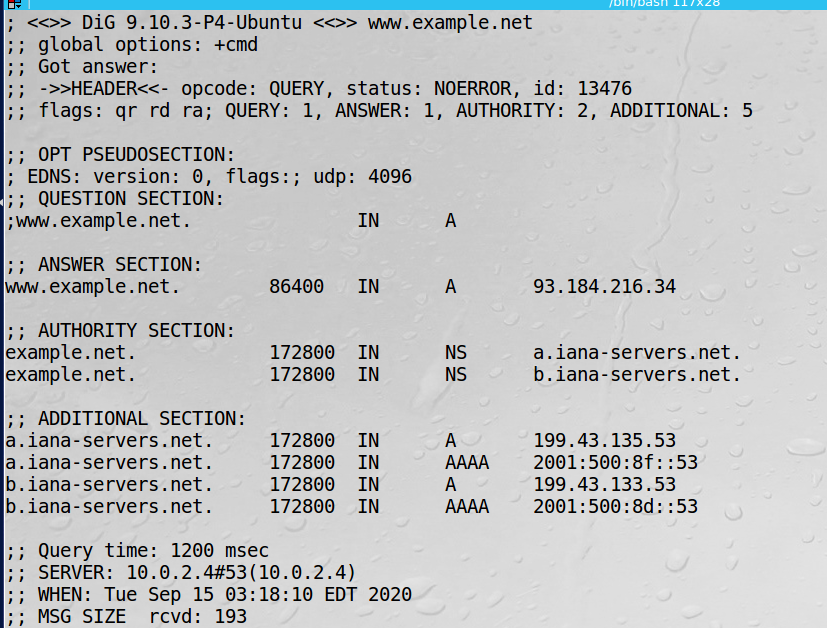 /bin/bash 117x28
; <<>> DiG 9.10.3-P4-Ubuntu <<>> www.example.net
;; global options: +cmd
;; Got answer:
;; ->>HEADER<<- opcode: QUERY, status: NOERROR, id: 13476
;; flags: qr rd ra; QUERY: 1, ANSWER: 1, AUTHORITY: 2, ADDITIONAL: 5

;; OPT PSEUDOSECTION:
; EDNS: version: 0, flags:; udp: 4096
;; QUESTION SECTION:
;www.example.net.               IN      A

;; ANSWER SECTION:
www.example.net.        86400   IN      A       93.184.216.34

;; AUTHORITY SECTION:
example.net.            172800  IN      NS      a.iana-servers.net.
example.net.            172800  IN      NS      b.iana-servers.net.

;; ADDITIONAL SECTION:
a.iana-servers.net.     172800  IN      A       199.43.135.53
a.iana-servers.net.     172800  IN      AAAA    2001:500:8f::53
b.iana-servers.net.     172800  IN      A       199.43.133.53
b.iana-servers.net.     172800  IN      AAAA    2001:500:8d::53

;; Query time: 1200 msec
;; SERVER: 10.0.2.4#53(10.0.2.4)
;; WHEN: Tue Sep 15 03:18:10 EDT 2020
;; MSG SIZE  rcvd: 193